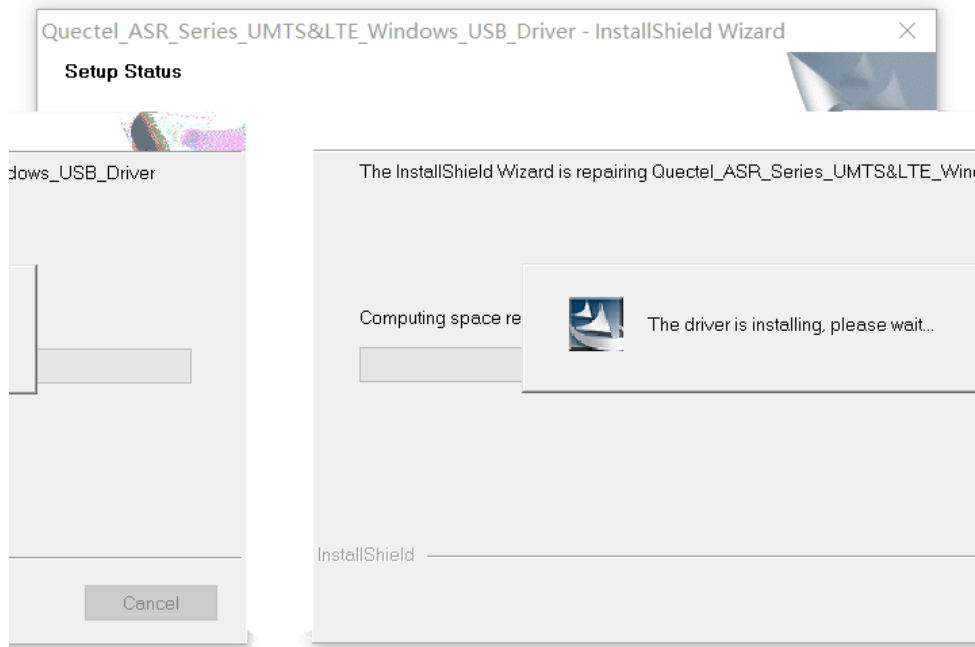 Quectel_ASR_Series_UMTS&LTE_Windows_USB_Driver - InstallShield Wizard
Setup Status
dows_USB_Driver
The InstallShield Wizard is repairing Quectel_ASR_Series_UMTS&LTE_Win
Computing space re
The driver is installing, please wait...
InstallShield
Cancel